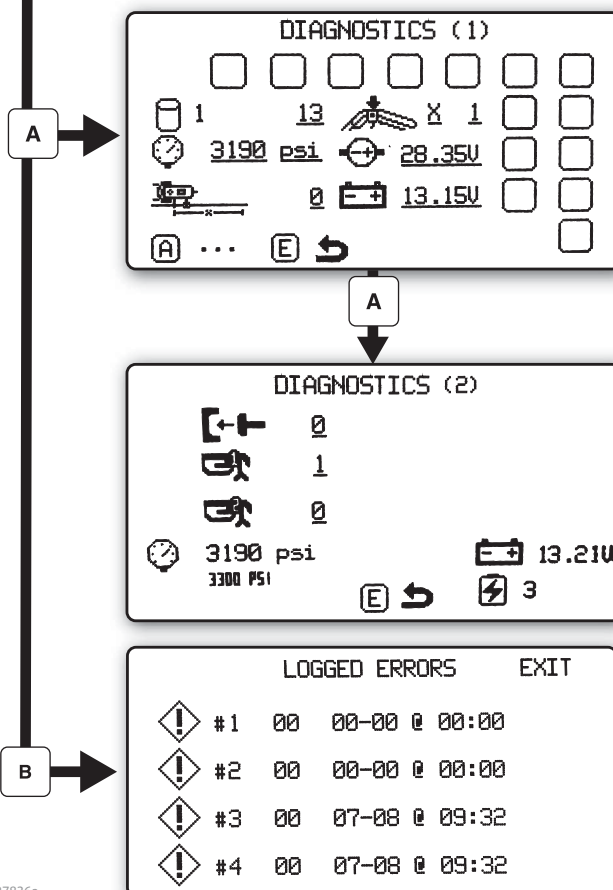 DIAGNOSTICS (1)
1 13 X 1
A 3190 psi 28.35V
0 13.15V
A ... E
A
DIAGNOSTICS (2)
0
1 1
2 0
3190 psi 13.21V
3300 PSI
E 3
LOGGED ERRORS EXIT
! #1 00 00-00 @ 00:00
B ! #2 00 00-00 @ 00:00
! #3 00 07-08 @ 09:32
! #4 00 07-08 @ 09:32